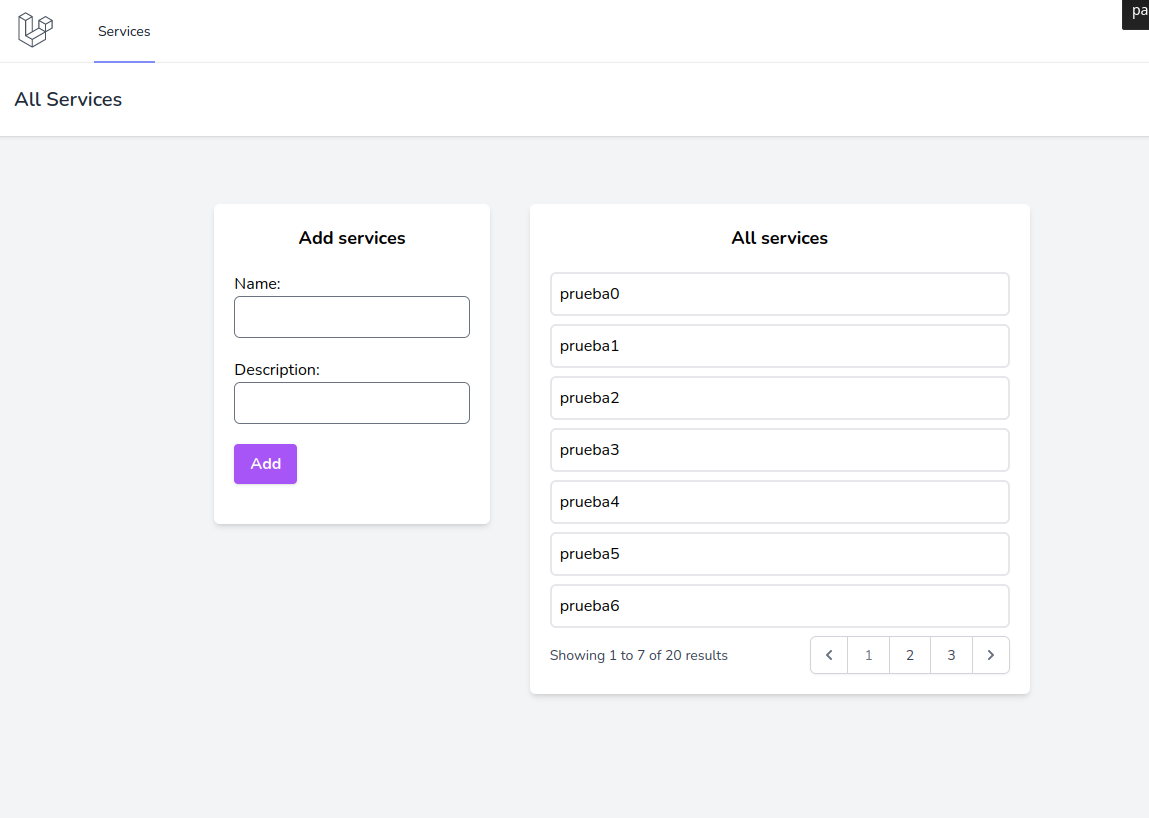 Services
pa
All Services
Add services
Name:
Description:
Add
All services
prueba0
prueba1
prueba2
prueba3
prueba4
prueba5
prueba6
Showing 1 to 7 of 20 results
1 2 3